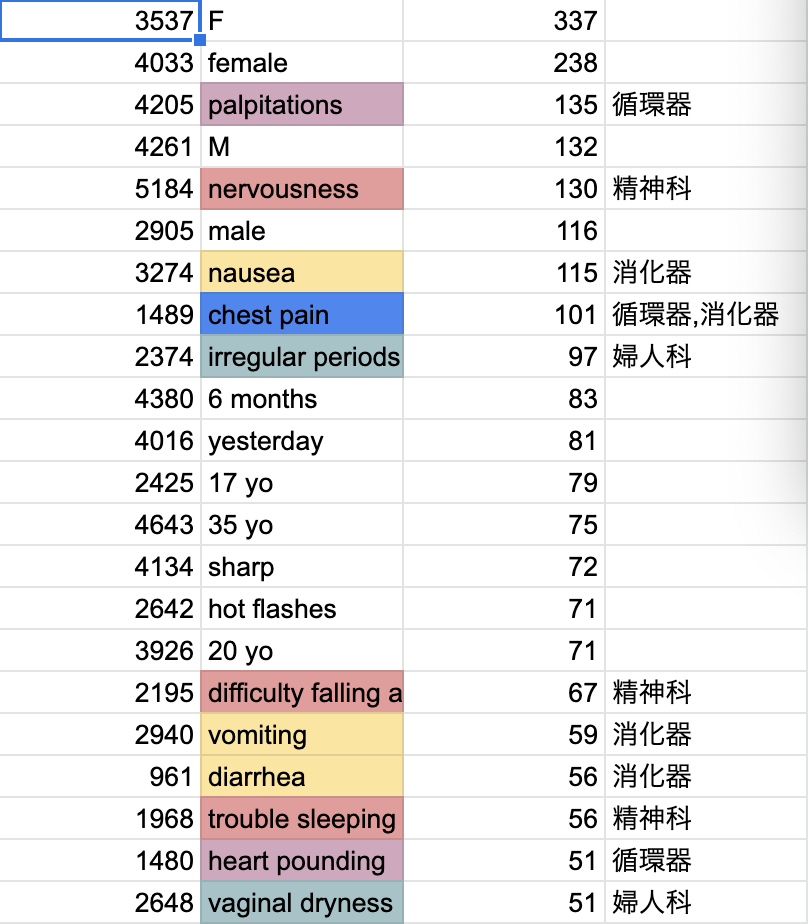 3537 F 337
4033 female 238
4205 palpitations 135 循環器
4261 M 132
5184 nervousness 130 精神科
2905 male 116
3274 nausea 115 消化器
1489 chest pain 101 循環器,消化器
2374 irregular periods 97 婦人科
4380 6 months 83
4016 yesterday 81
2425 17 yo 79
4643 35 yo 75
4134 sharp 72
2642 hot flashes 71
3926 20 yo 71
2195 difficulty falling a 67 精神科
2940 vomiting 59 消化器
961 diarrhea 56 消化器
1968 trouble sleeping 56 精神科
1480 heart pounding 51 循環器
2648 vaginal dryness 51 婦人科